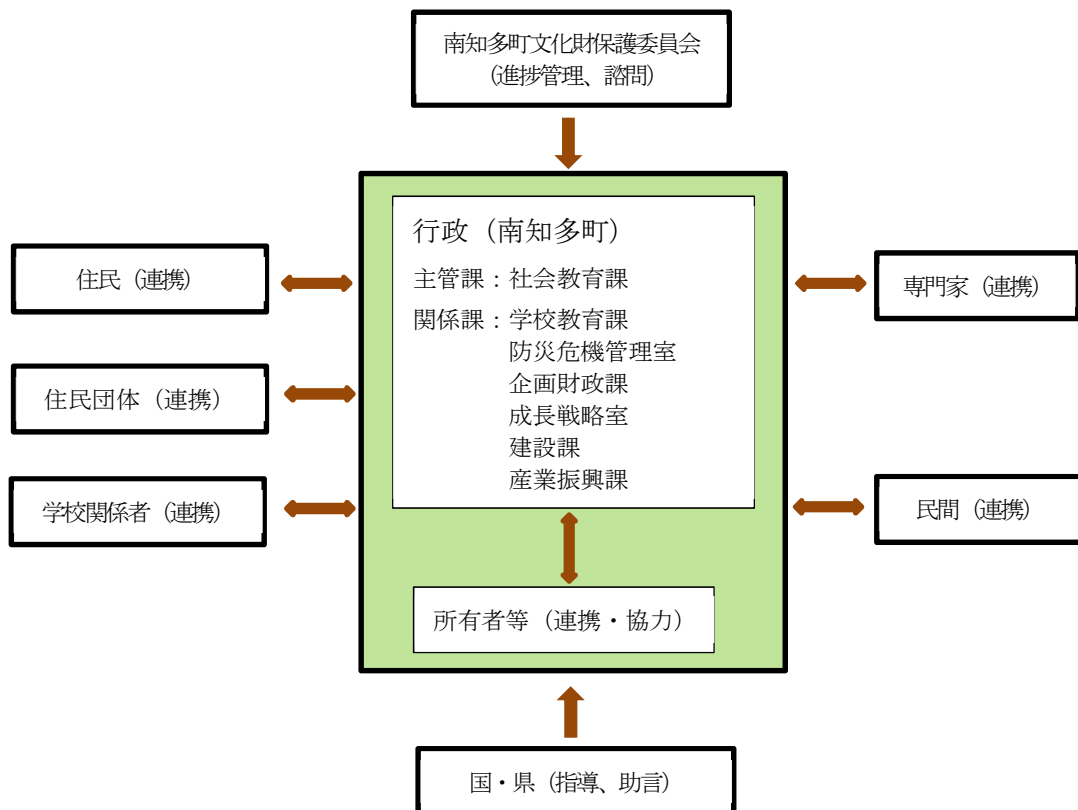 南知多町文化財保護委員会
(進捗管理、諮問)
行政(南知多町)
主管課:社会教育課
関係課:学校教育課
防災危機管理室
企画財政課
成長戦略室
建設課
産業振興課
所有者等(連携・協力)
住民(連携)
住民団体(連携)
学校関係者(連携)
専門家(連携)
民間(連携)
国・県(指導、助言)